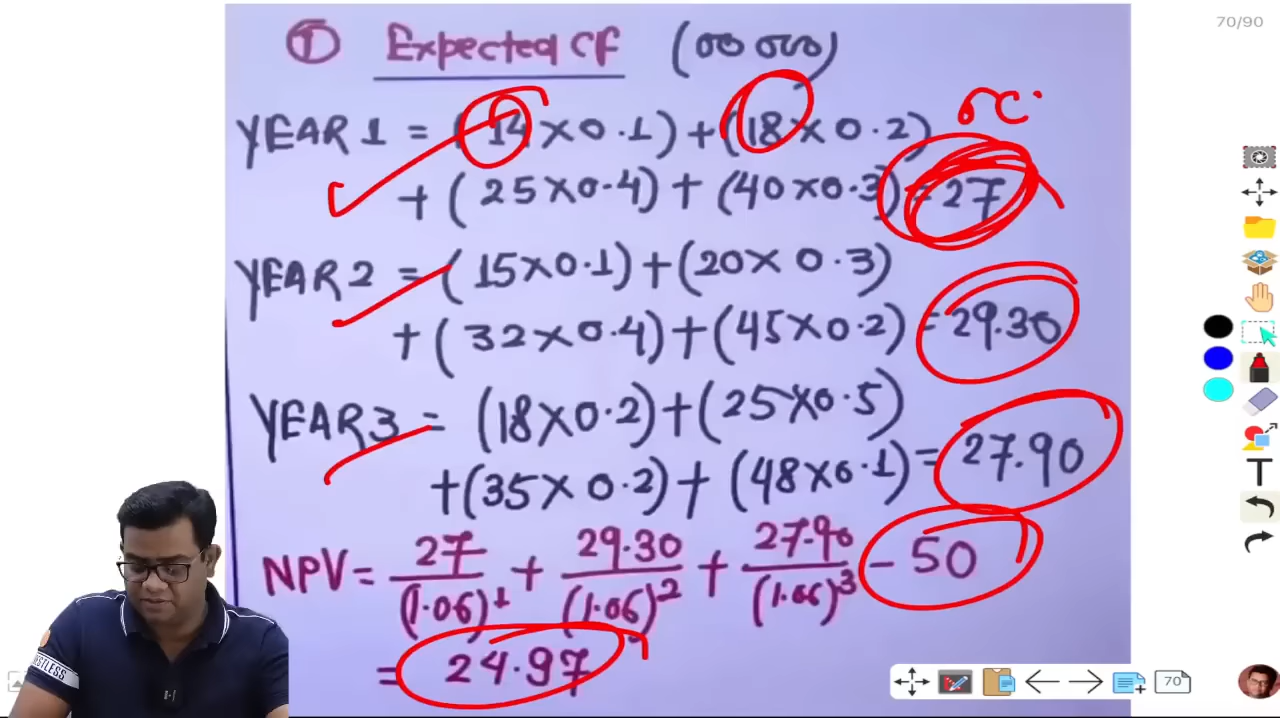 70/90
① Expected CF (00 000)
YEAR 1 = (14 × 0.1) + (18 × 0.2)
+ (25 × 0.4) + (40 × 0.3) = 27
YEAR 2 = (15 × 0.1) + (20 × 0.3)
+ (32 × 0.4) + (45 × 0.2) = 29.30
YEAR 3 = (18 × 0.2) + (25 × 0.5)
+ (35 × 0.2) + (48 × 0.1) = 27.90
NPV = 27/(1.06)^1 + 29.30/(1.06)^2 + 27.90/(1.06)^3 - 50
= 24.97
T
70